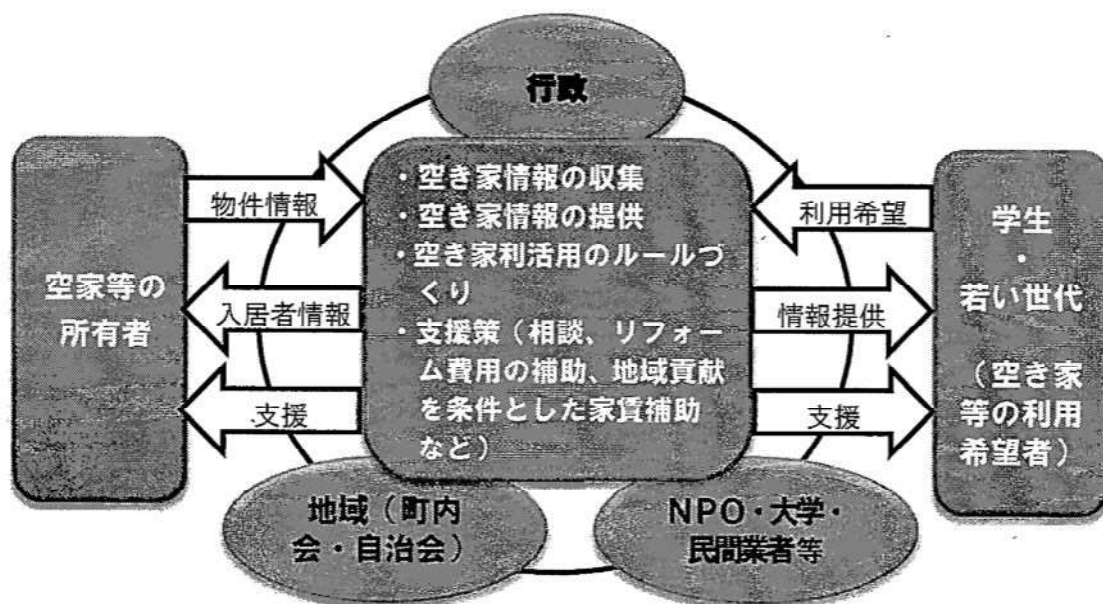 行政
・空き家情報の収集
・空き家情報の提供
・空き家利活用のルールづ
くり
・支援策（相談、リフォー
ム費用の補助、地域貢献
を条件とした家賃補助
など）
物件情報
入居者情報
支援
空家等の
所有者
利用希望
情報提供
支援
学生
・
若い世代
（空き家
等の利用
希望者）
地域（町内
会・自治会）
NPO・大学・
民間業者等